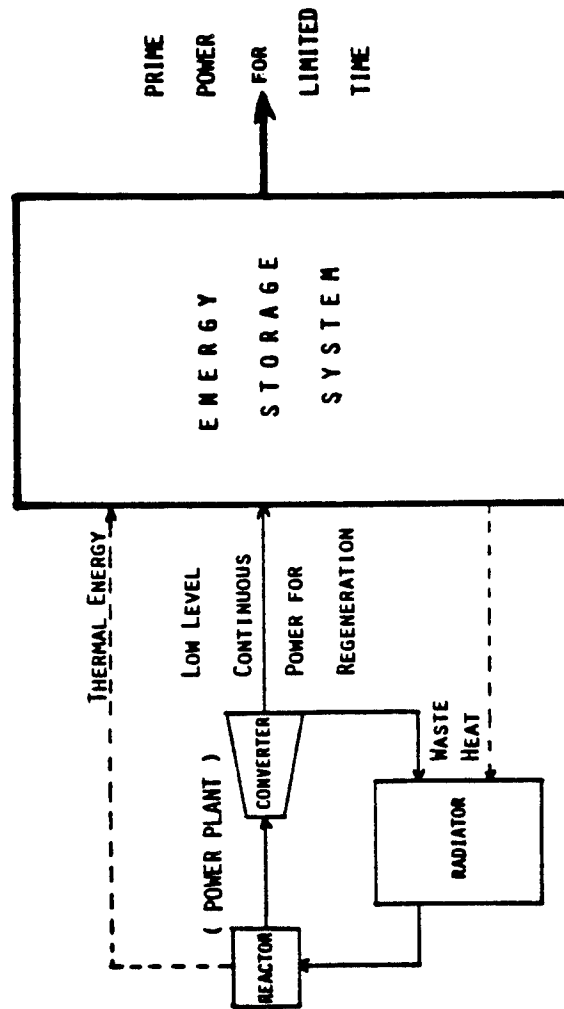 PRIME
POWER
FOR
LIMITED
TIME
ENERGY
STORAGE
SYSTEM
THERMAL ENERGY
LOW LEVEL
CONTINUOUS
POWER FOR
REGENERATION
WASTE
HEAT
( POWER PLANT )
CONVERTER
REACTOR
RADIATOR